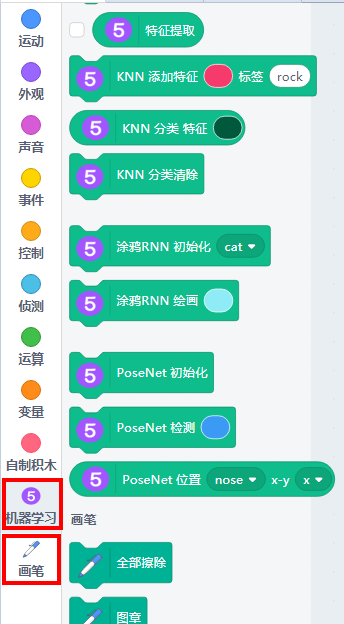 运动
外观
声音
事件
控制
侦测
运算
变量
自制积木
5
机器学习
画笔
5 特征提取
5 KNN 添加特征 标签 rock
5 KNN 分类 特征
5 KNN 分类清除
5 涂鸦RNN 初始化 cat
5 涂鸦RNN 绘画
5 PoseNet 初始化
5 PoseNet 检测
5 PoseNet 位置 nose x-y x
画笔
全部擦除
图章